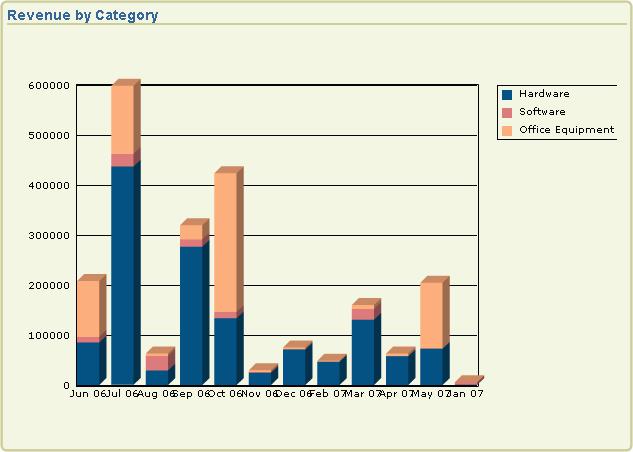 Revenue by Category
600000
500000
400000
300000
200000
100000
0
Jun 06 Jul 06 Aug 06 Sep 06 Oct 06 Nov 06 Dec 06 Feb 07 Mar 07 Apr 07 May 07 Jan 07
Hardware
Software
Office Equipment